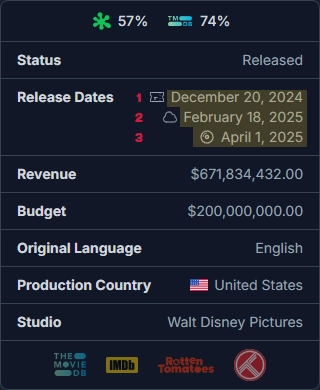 57% TMDB 74%
Status Released
Release Dates 1 December 20, 2024
2 February 18, 2025
3 April 1, 2025
Revenue $671,834,432.00
Budget $200,000,000.00
Original Language English
Production Country United States
Studio Walt Disney Pictures
THE MOVIE DB IMDb Rotten Tomatoes